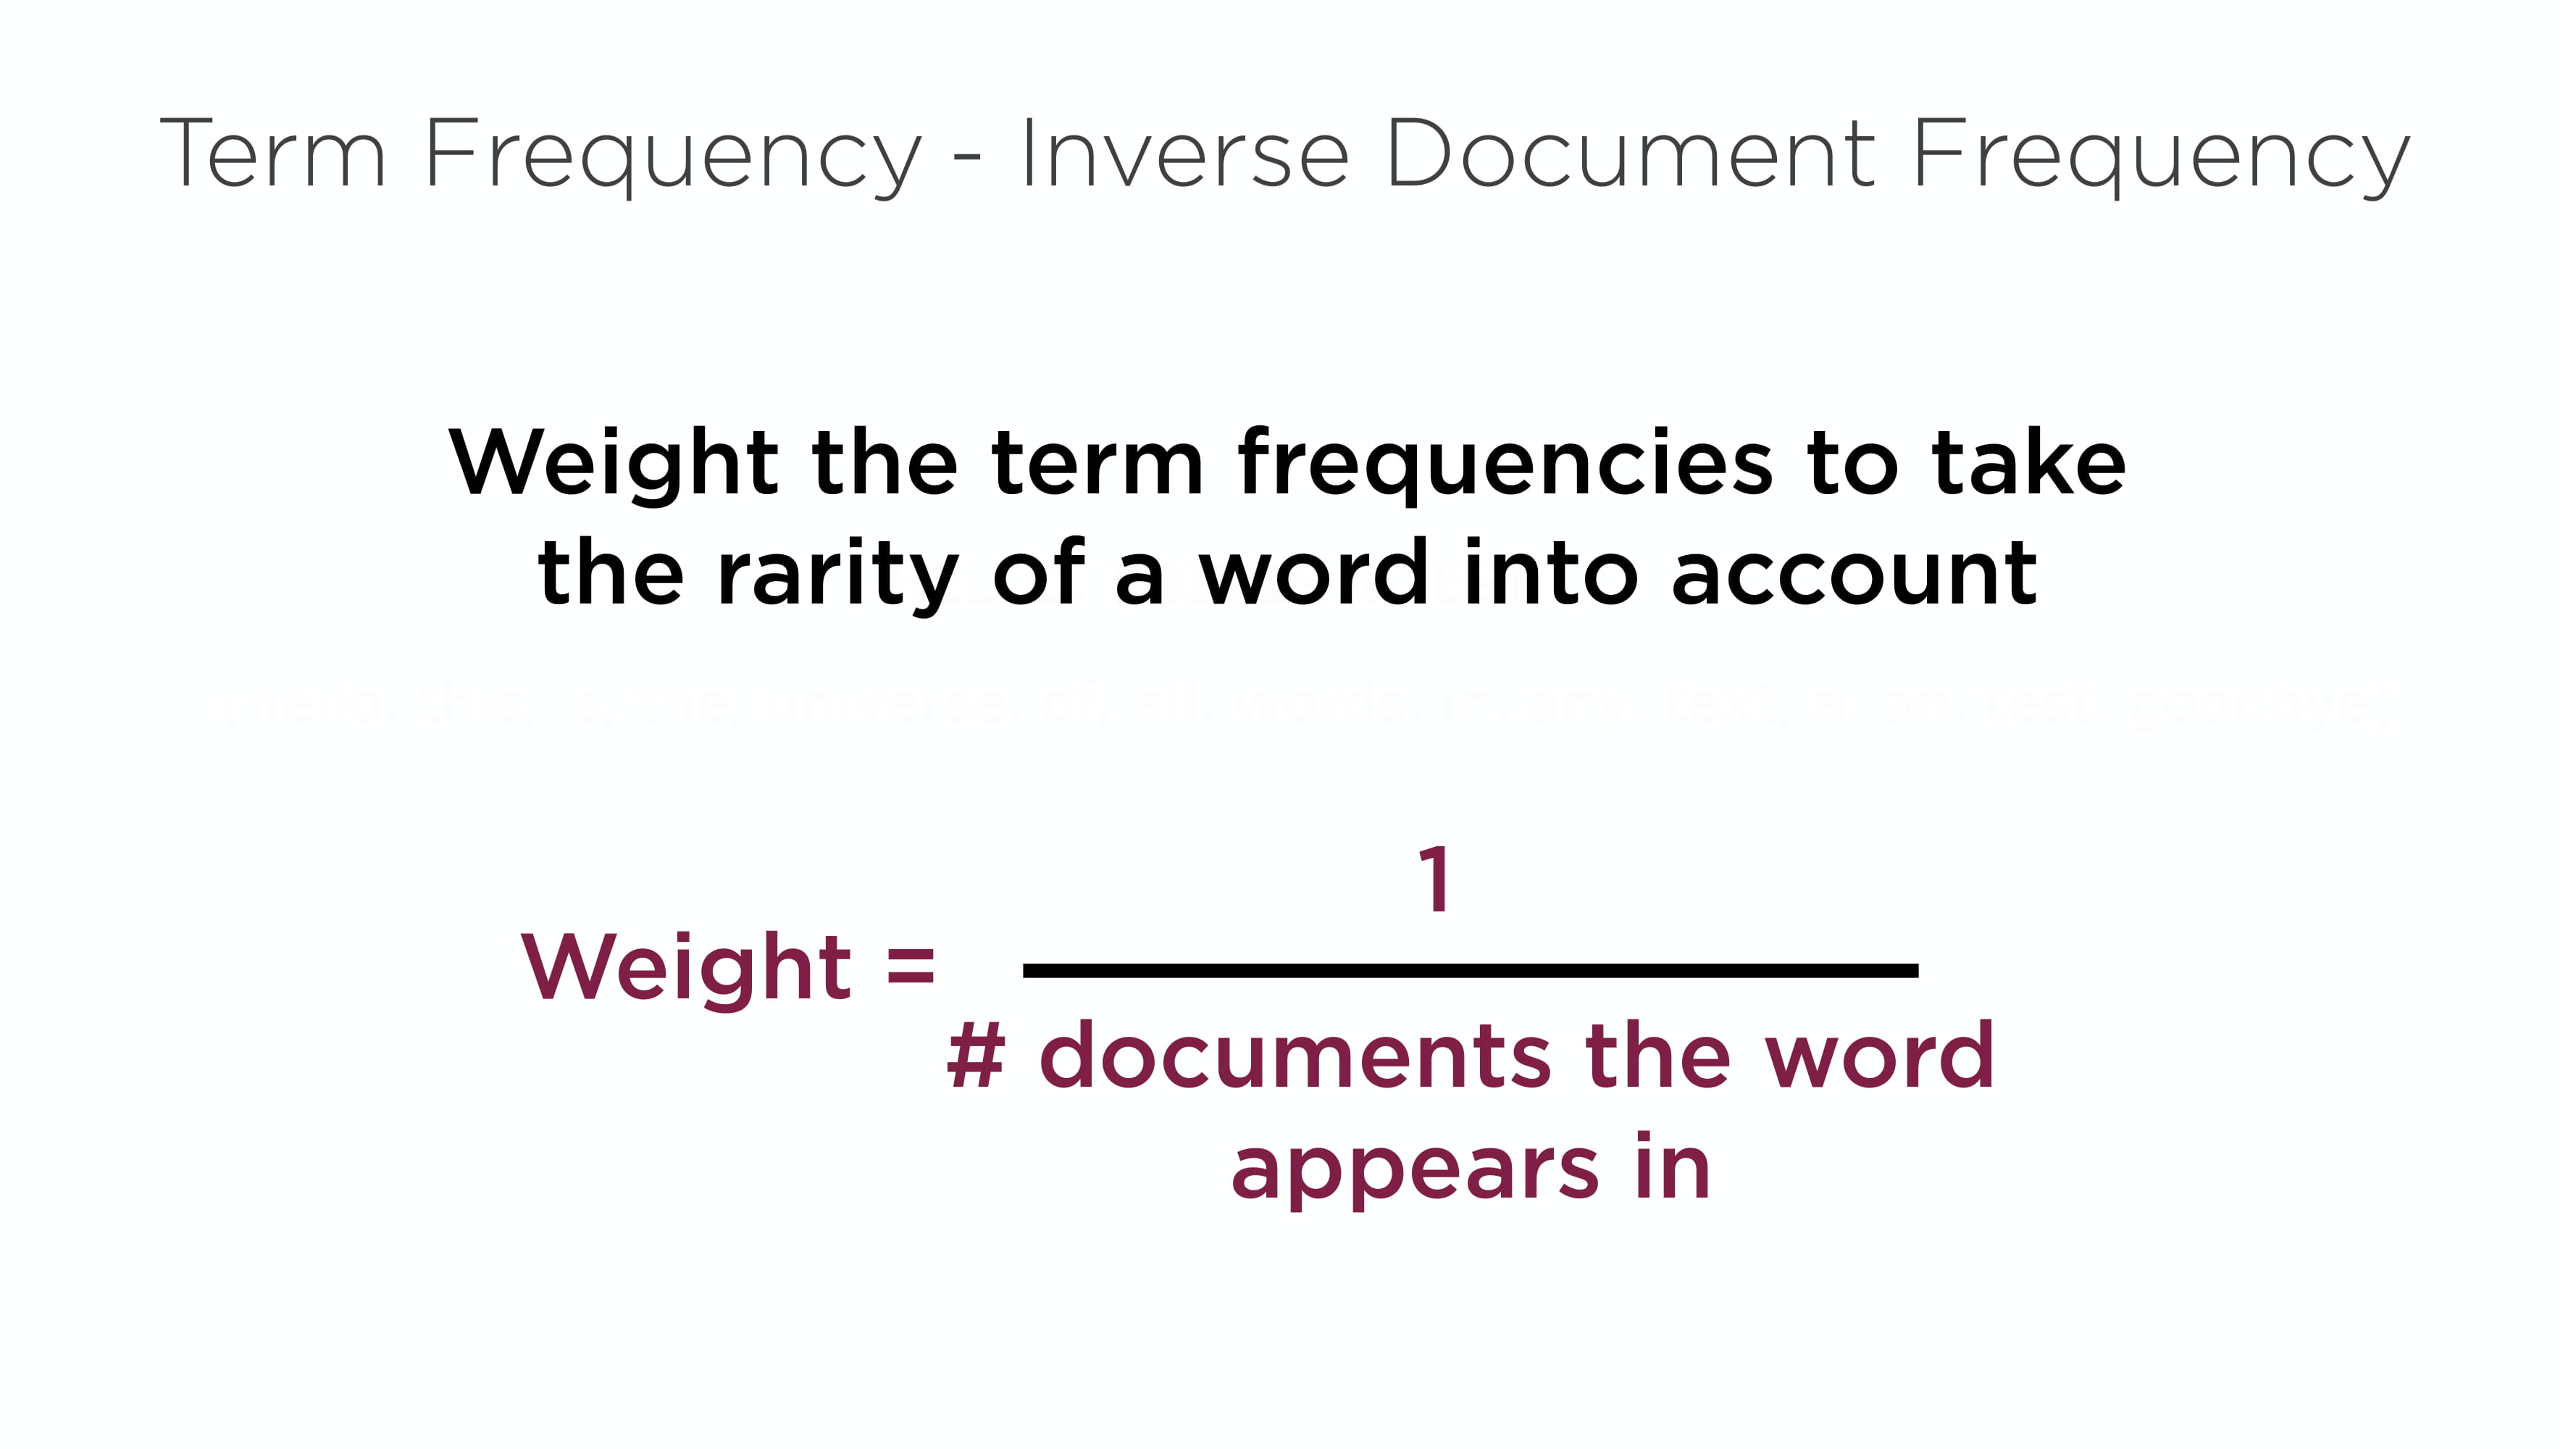 Term Frequency - Inverse Document Frequency
Weight the term frequencies to take
the rarity of a word into account
(hello, this, is, the, universe, of, all, words, in, any. text, a, an, test, goodbye)
1
Weight =
# documents the word
appears in